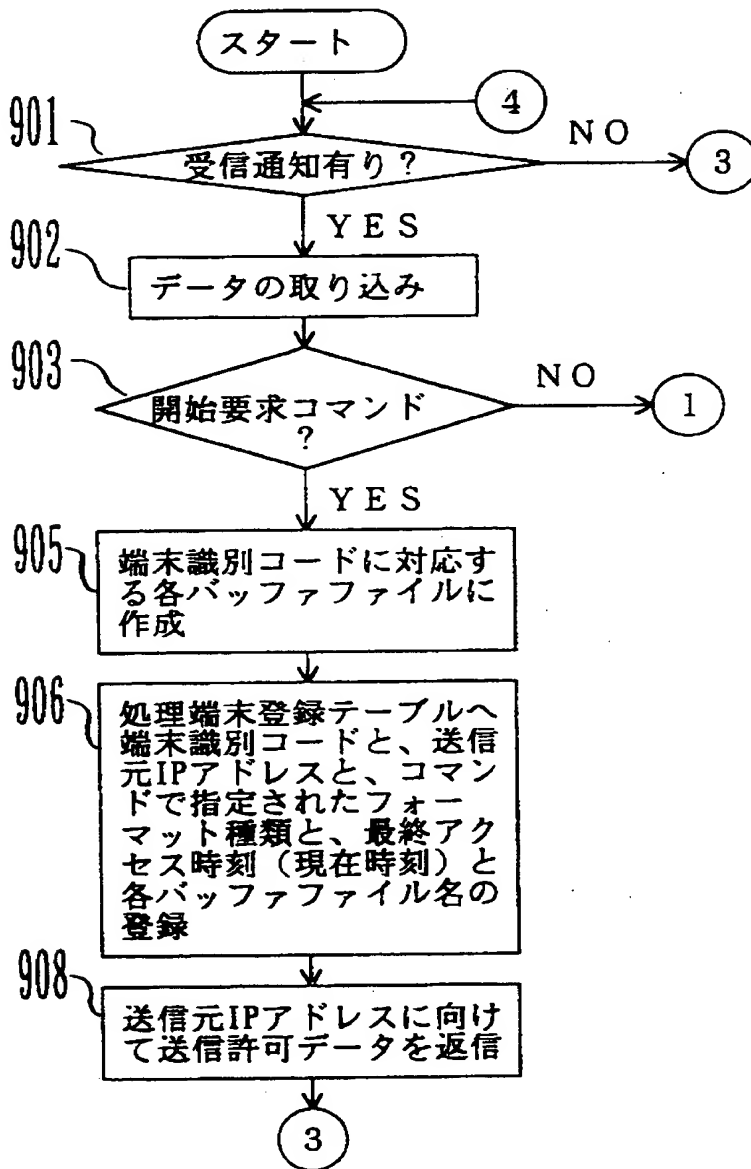 スタート
4
901
受信通知有り?
NO
3
YES
902
データの取り込み
903
開始要求コマンド
?
NO
1
YES
905
端末識別コードに対応す
る各バッファファイルに
作成
906
処理端末登録テーブルへ
端末識別コードと、送信
元IPアドレスと、コマン
ドで指定されたフォー
マット種類と、最終アク
セス時刻(現在時刻)と
各バッファファイル名の
登録
908
送信元IPアドレスに向け
て送信許可データを返信
3